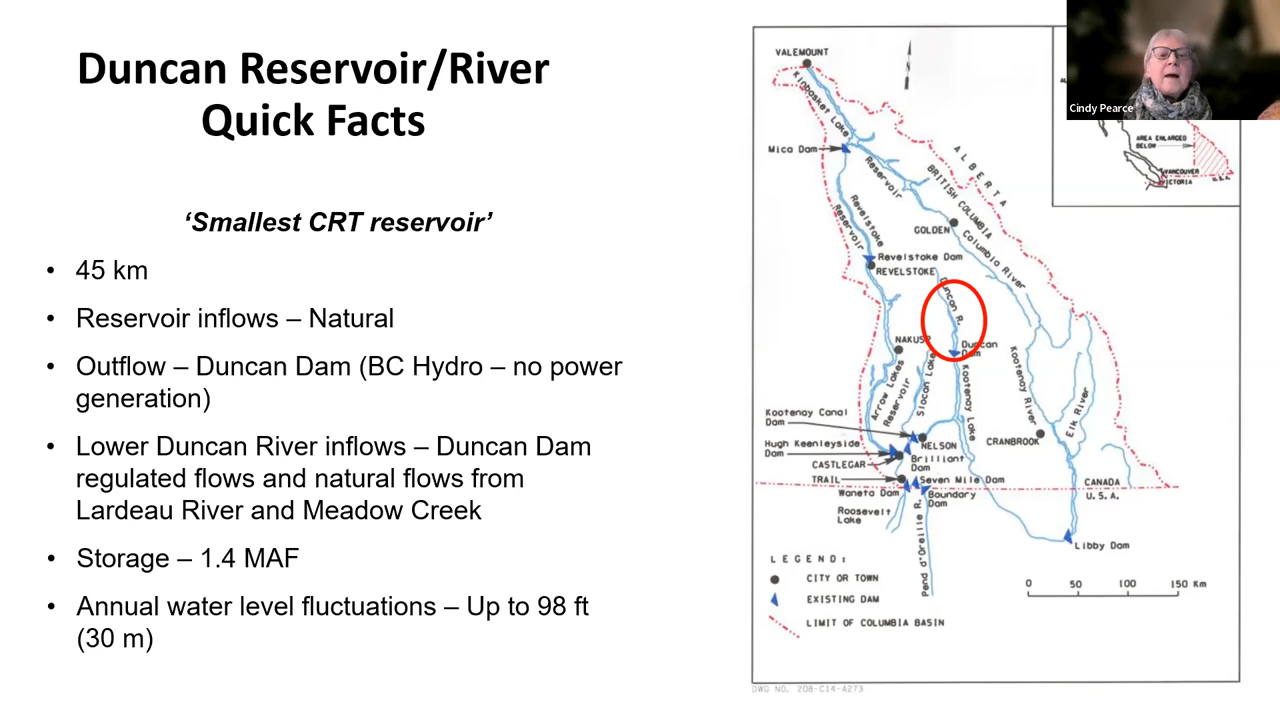 Duncan Reservoir/River
Quick Facts
‘Smallest CRT reservoir’
• 45 km
• Reservoir inflows – Natural
• Outflow – Duncan Dam (BC Hydro – no power
generation)
• Lower Duncan River inflows – Duncan Dam
regulated flows and natural flows from
Lardeau River and Meadow Creek
• Storage – 1.4 MAF
• Annual water level fluctuations – Up to 98 ft
(30 m)
Cindy Pearce
VALEMOUNT
Kinbasket Lake
Reservoir
Mica Dam
ALBERTA
BRITISH COLUMBIA
AREA ENLARGED
BELOW
VANCOUVER
VICTORIA
U.S.A.
Revelstoke
Reservoir
GOLDEN
Columbia River
Revelstoke Dam
REVELSTOKE
Duncan R.
NAKUSP
Duncan
Dam
Arrow Lakes
Reservoir
Slocan Lake
Kootenay Lake
Kootenay River
Elk River
Kootenay Canal
Dam
Hugh Keenleyside
Dam
NELSON
CRANBROOK
CASTLEGAR
Brilliant
Dam
TRAIL
Seven Mile Dam
CANADA
U.S.A.
Waneta Dam
Boundary
Dam
Roosevelt
Lake
Pend d'Oreille R.
Libby Dam
LEGEND:
CITY OR TOWN
EXISTING DAM
LIMIT OF COLUMBIA BASIN
0 50 100 150 Km
DWG NO. 208-C14-A273